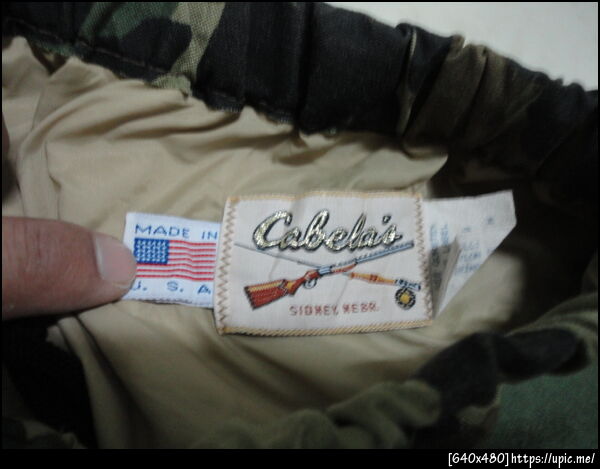 MADE IN
U. S. A
Cabela's
SIDNEY, NEBR.
[640x480]https://upic.me/